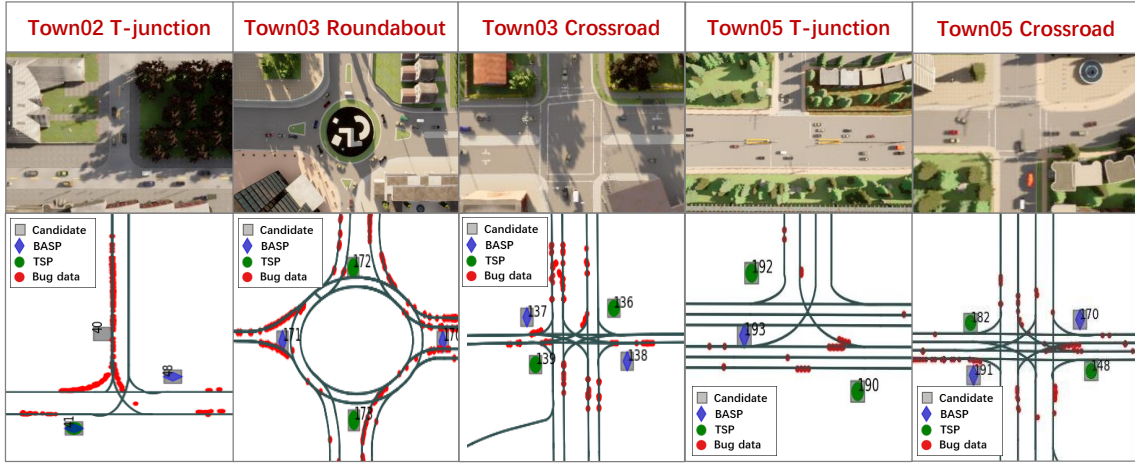 Town02 T-junction
Town03 Roundabout
Town03 Crossroad
Town05 T-junction
Town05 Crossroad
Candidate
BASP
TSP
Bug data
40
48
41
Candidate
BASP
TSP
Bug data
172
171
170
173
Candidate
BASP
TSP
Bug data
137
136
139
138
192
193
190
Candidate
BASP
TSP
Bug data
182
170
191
148
Candidate
BASP
TSP
Bug data